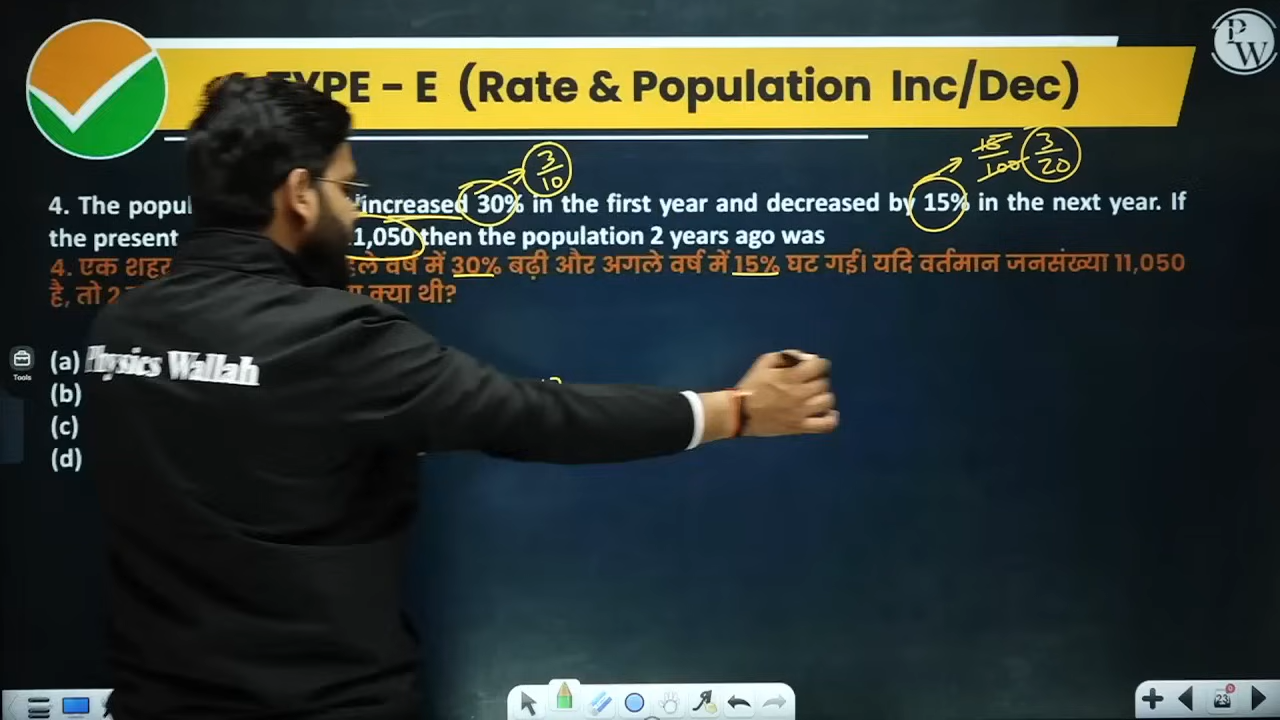 PW
TYPE - E (Rate & Population Inc/Dec)
3/10
15/100 3/20
4. The increased 30% in the first year and decreased by 15% in the next year. If
the present 1,050 then the population 2 years ago was
4. एक शहर वर्ष में 30% बढ़ी और अगले वर्ष में 15% घट गई। यदि वर्तमान जनसंख्या 11,050
है, तो 2 क्या थी?
(a)
(b)
(c)
(d)
Physics Wallah
Tools
23